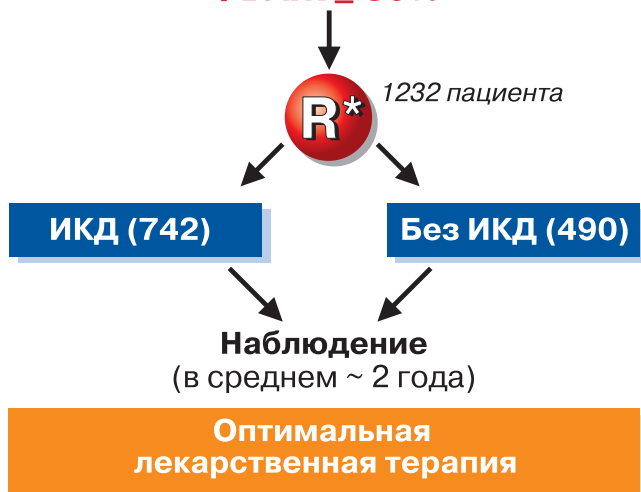 R*
1232 пациента
ИКД (742)
Без ИКД (490)
Наблюдение
(в среднем ~ 2 года)
Оптимальная
лекарственная терапия